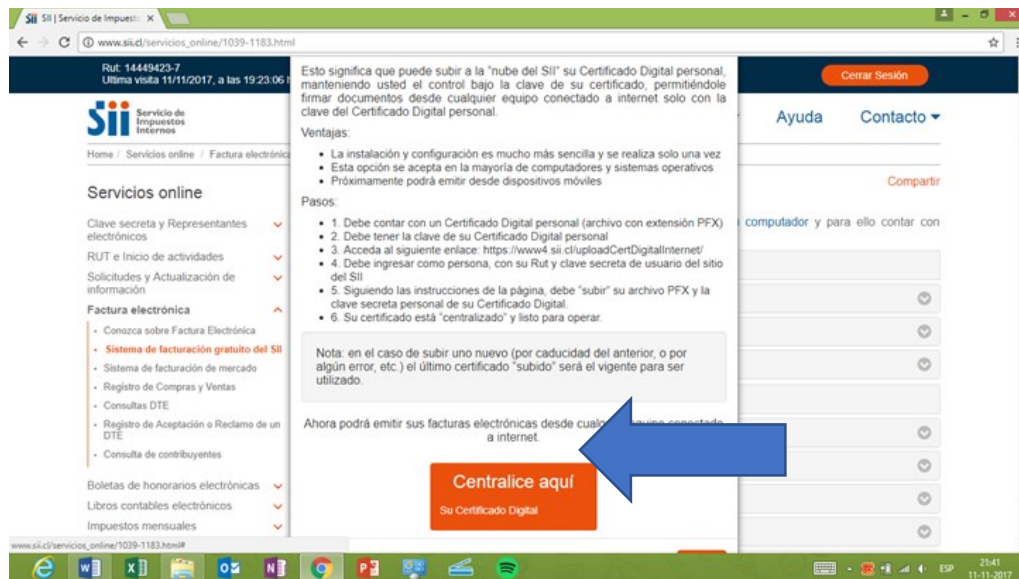 SII | Servicio de Impuest
www.sii.cl/servicios_online/1039-1183.html
Rut: 14449423-7
Ultima visita 11/11/2017, a las 19:23:06
Cerrar Sesión
Sii Servicio de
Impuestos
Internos
Ayuda
Contacto
Home / Servicios online / Factura electrónica
Compartir
Servicios online
Clave secreta y Representantes
electrónicos
RUT e Inicio de actividades
Solicitudes y Actualización de
información
Factura electrónica
Conozca sobre Factura Electrónica
Sistema de facturación gratuito del SII
Sistema de facturación de mercado
Registro de Compras y Ventas
Consultas DTE
Registro de Aceptación o Reclamo de un
DTE
Consulta de contribuyentes
Boletas de honorarios electrónicas
Libros contables electrónicos
Impuestos mensuales
Esto significa que puede subir a la "nube del SII" su Certificado Digital personal,
manteniendo usted el control bajo la clave de su certificado, permitiéndole
firmar documentos desde cualquier equipo conectado a internet solo con la
clave del Certificado Digital personal.
Ventajas:
• La instalación y configuración es mucho más sencilla y se realiza solo una vez
• Esta opción se acepta en la mayoría de computadores y sistemas operativos
• Próximamente podrá emitir desde dispositivos móviles
Pasos:
• 1. Debe contar con un Certificado Digital personal (archivo con extensión PFX)
• 2. Debe tener la clave de su Certificado Digital personal
• 3. Acceda al siguiente enlace: https://www4.sii.cl/uploadCertDigitalInternet/
• 4. Debe ingresar como persona, con su Rut y clave secreta de usuario del sitio
del SII
• 5. Siguiendo las instrucciones de la página, debe "subir" su archivo PFX y la
clave secreta personal de su Certificado Digital.
• 6. Su certificado está "centralizado" y listo para operar.
Nota: en el caso de subir uno nuevo (por caducidad del anterior, o por
algún error, etc.) el último certificado "subido" será el vigente para ser
utilizado.
Ahora podrá emitir sus facturas electrónicas desde
a internet.
Centralice aquí
Su Certificado Digital
computador y para ello contar con
www.sii.cl/servicios_online/1039-1183.html#
ESP
21:41
11-11-2017